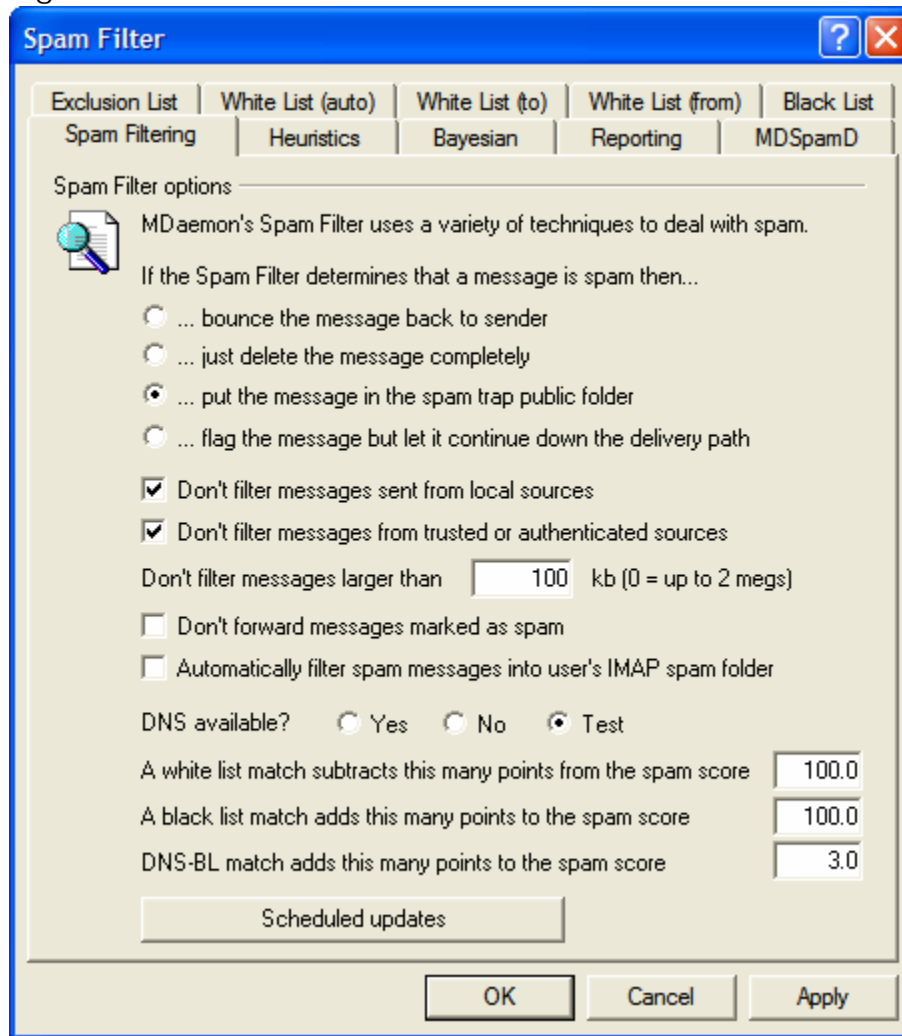 Spam Filter
Exclusion List White List (auto) White List (to) White List (from) Black List
Spam Filtering Heuristics Bayesian Reporting MDSpamD
Spam Filter options
MDaemon's Spam Filter uses a variety of techniques to deal with spam.
If the Spam Filter determines that a message is spam then...
... bounce the message back to sender
... just delete the message completely
... put the message in the spam trap public folder
... flag the message but let it continue down the delivery path
Don't filter messages sent from local sources
Don't filter messages from trusted or authenticated sources
Don't filter messages larger than 100 kb (0 = up to 2 megs)
Don't forward messages marked as spam
Automatically filter spam messages into user's IMAP spam folder
DNS available? Yes No Test
A white list match subtracts this many points from the spam score 100.0
A black list match adds this many points to the spam score 100.0
DNS-BL match adds this many points to the spam score 3.0
Scheduled updates
OK Cancel Apply